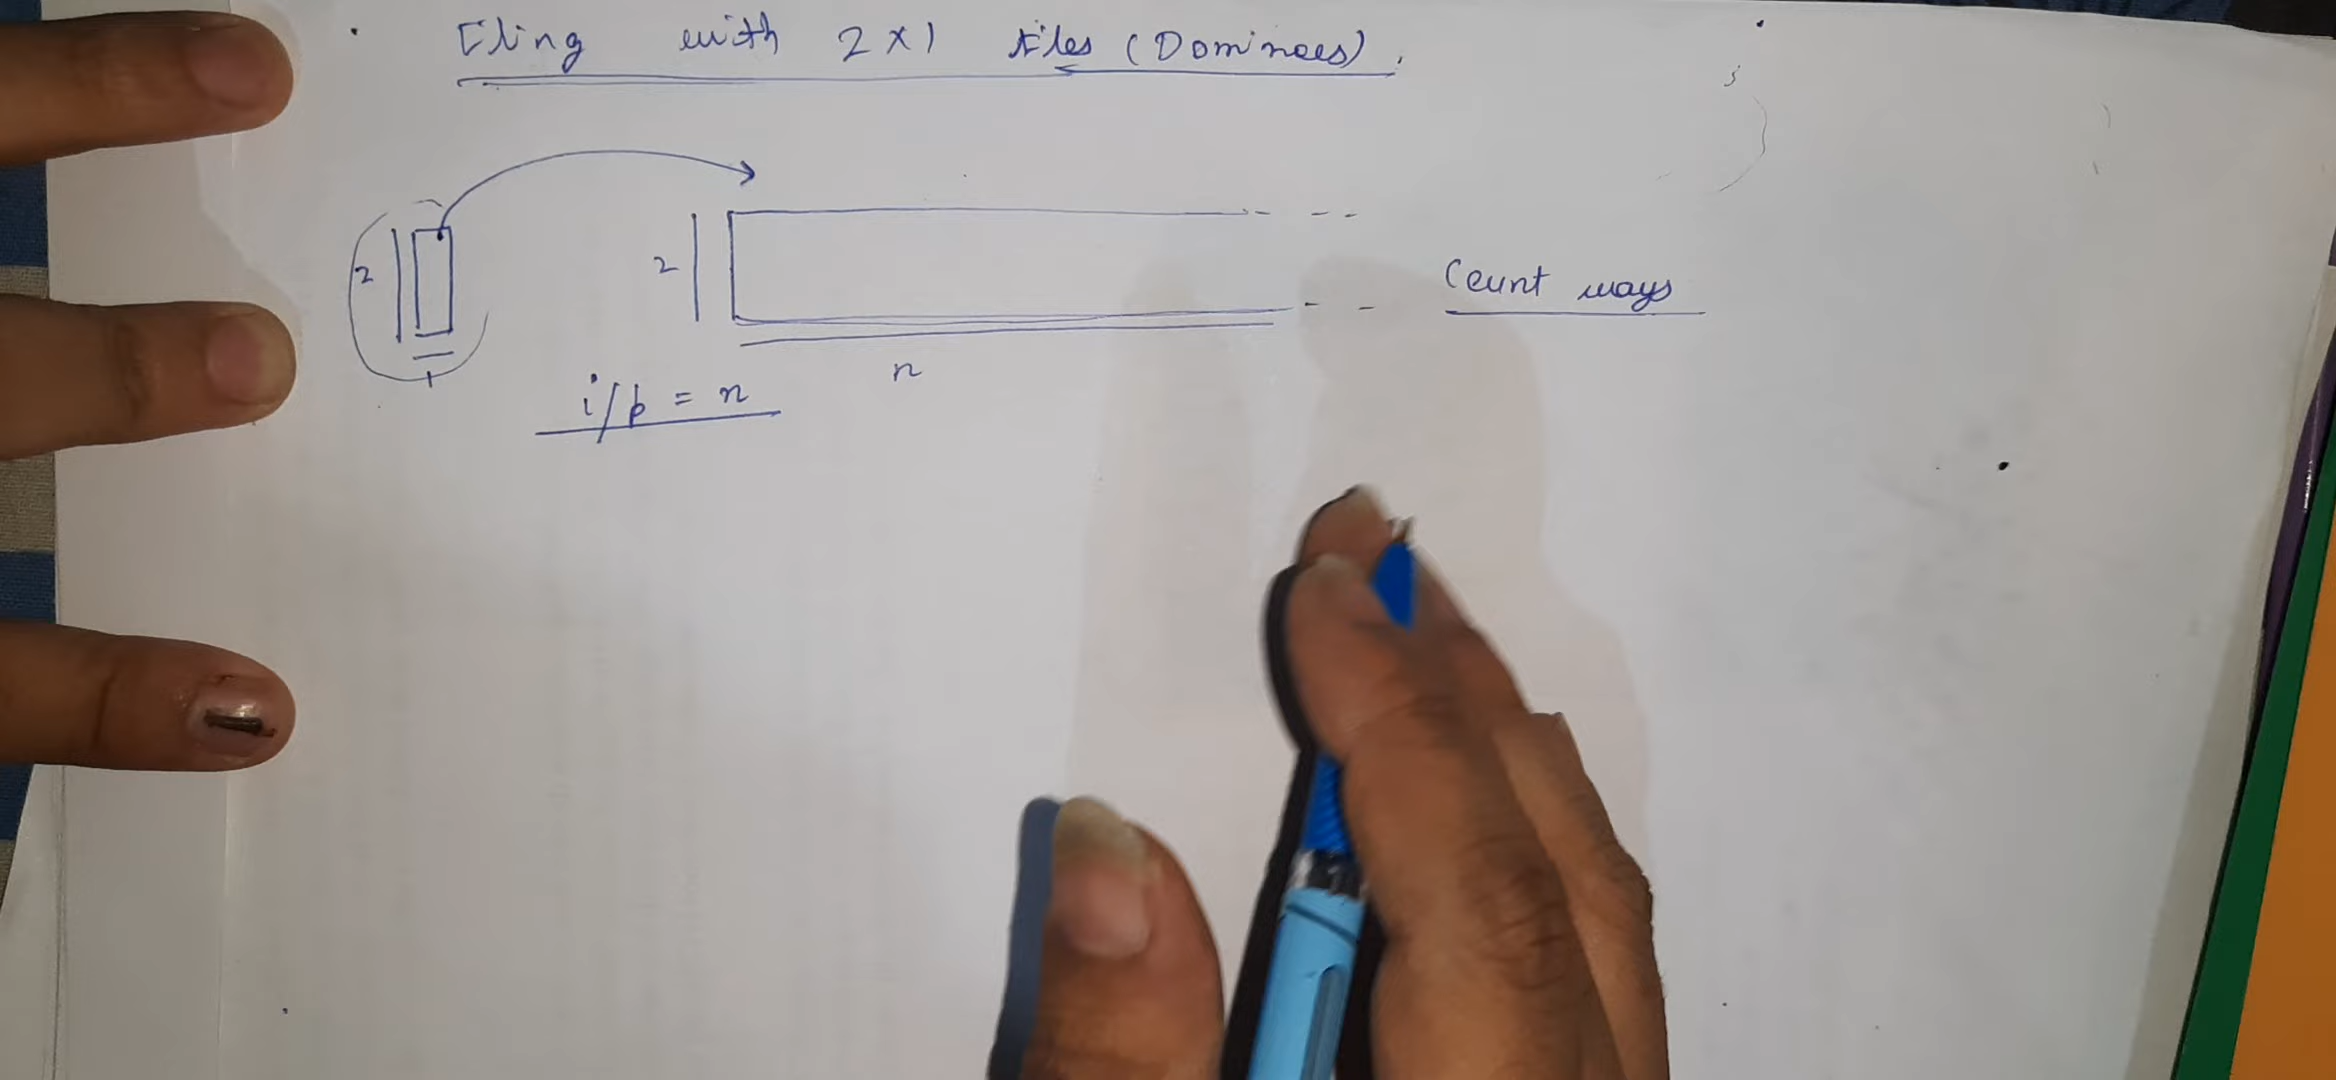 Tiling with 2 x 1 tiles (Dominoes).
2
2
Count ways
1
n
i/p = n